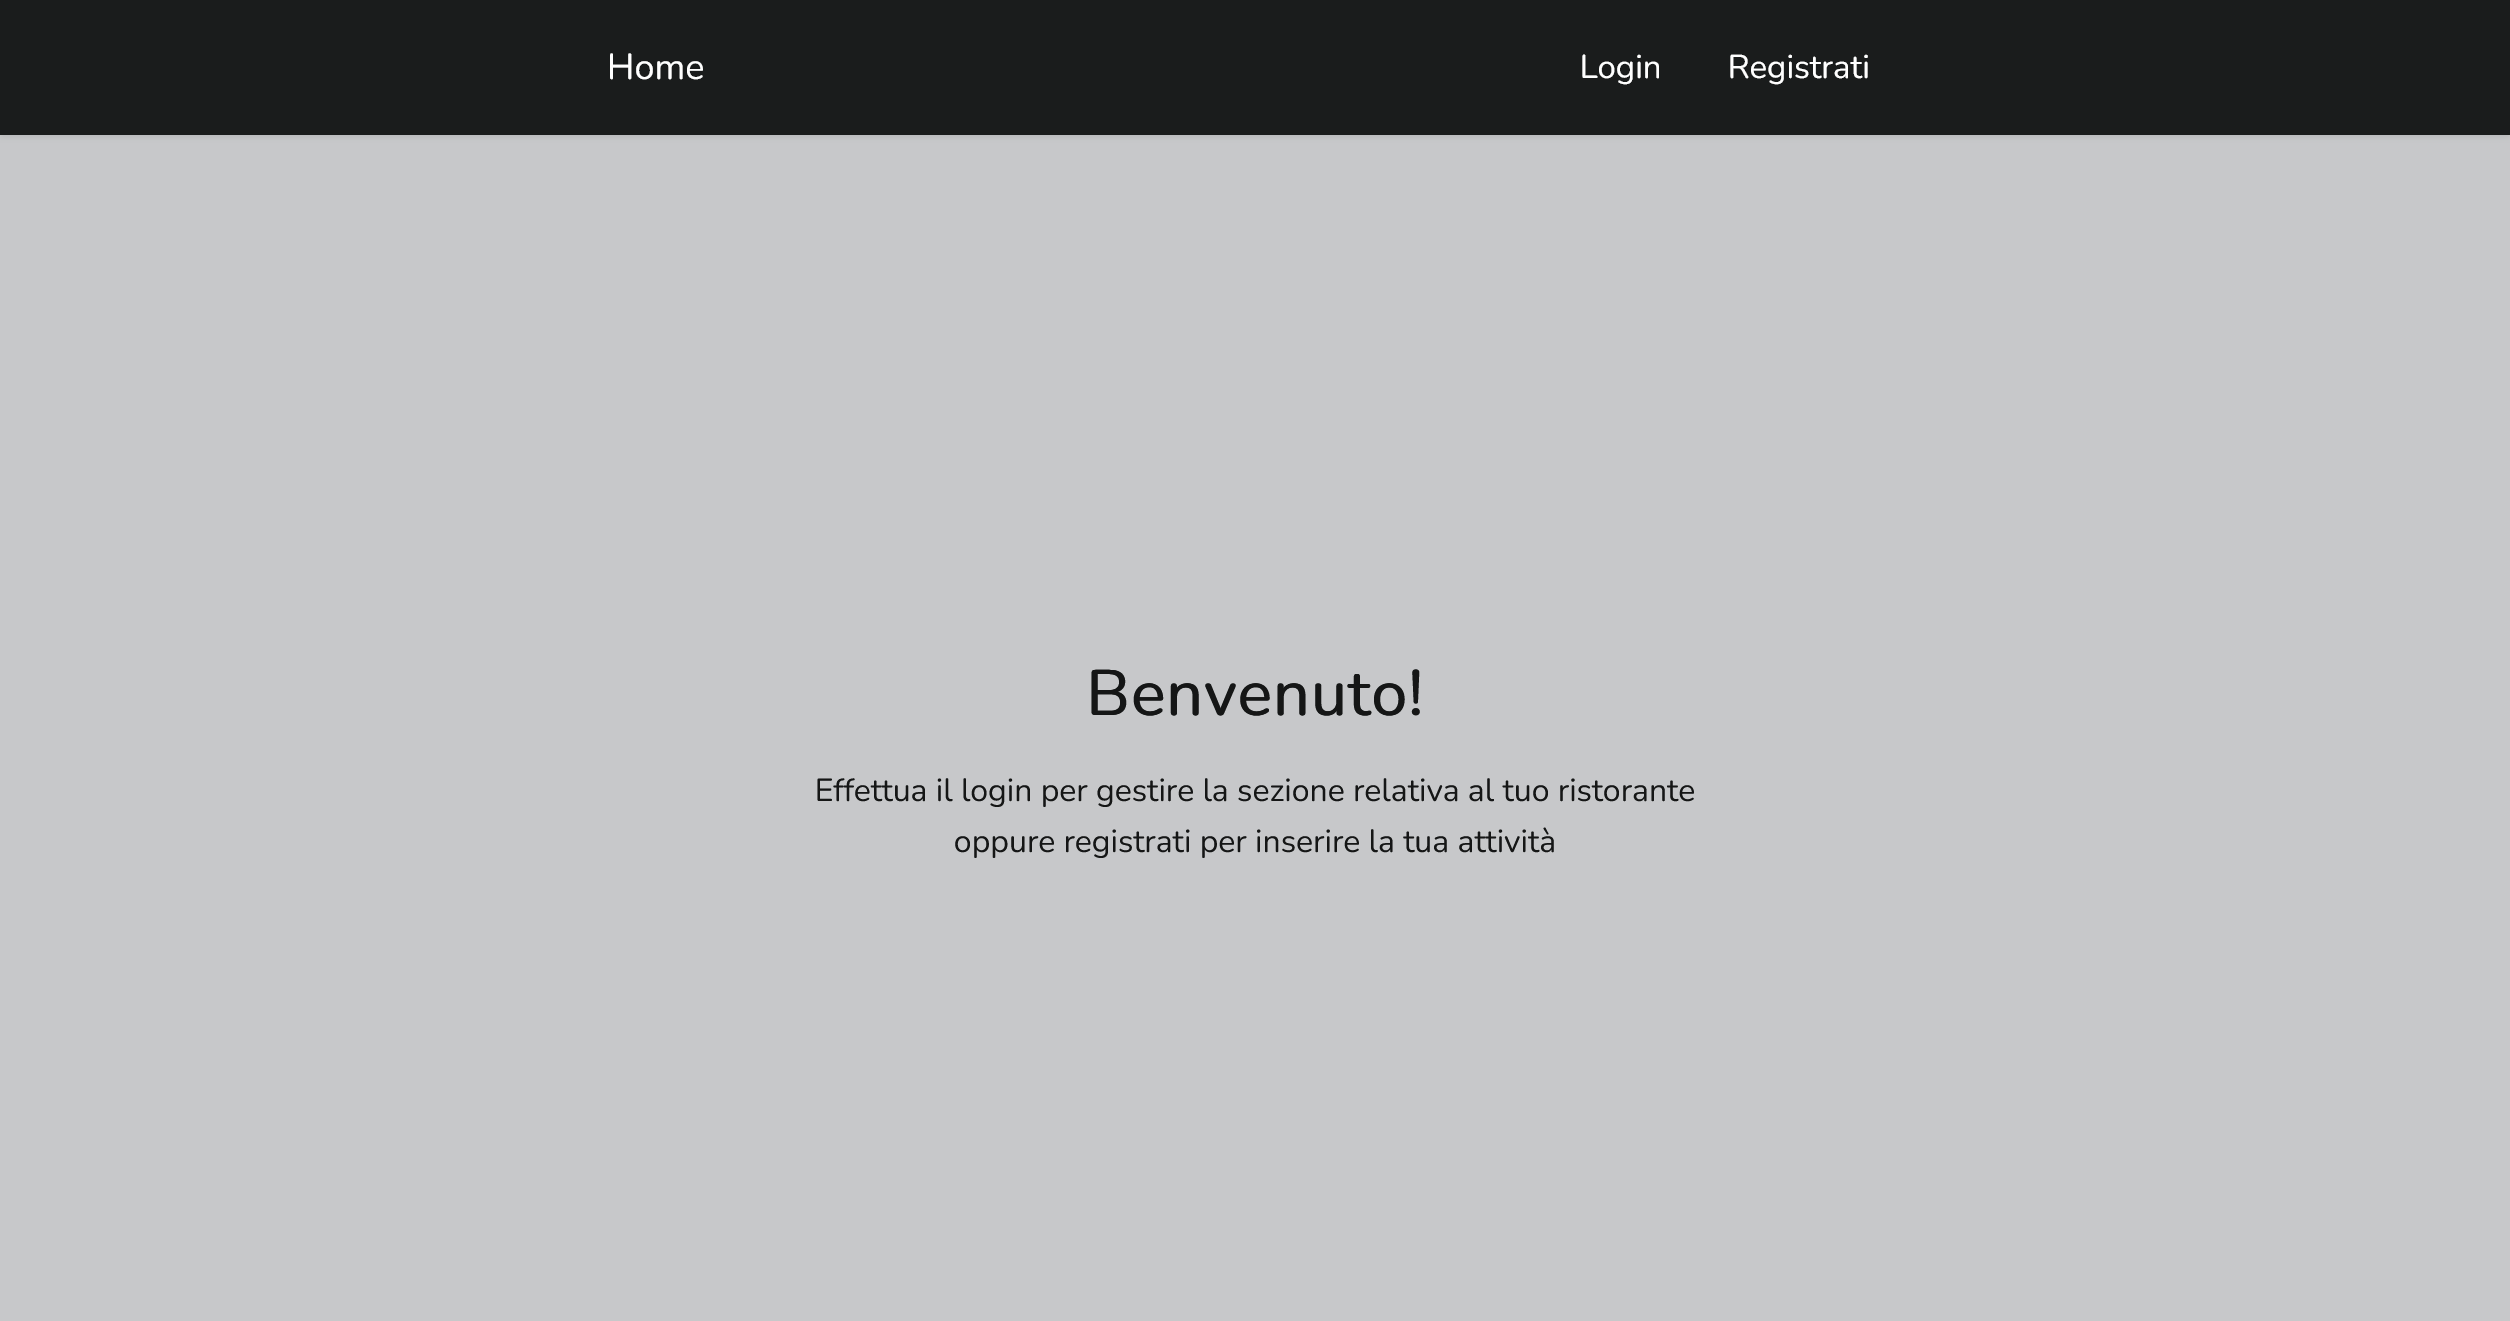 Home Login Registrati
Benvenuto!
Effettua il login per gestire la sezione relativa al tuo ristorante
oppure registrati per inserire la tua attività